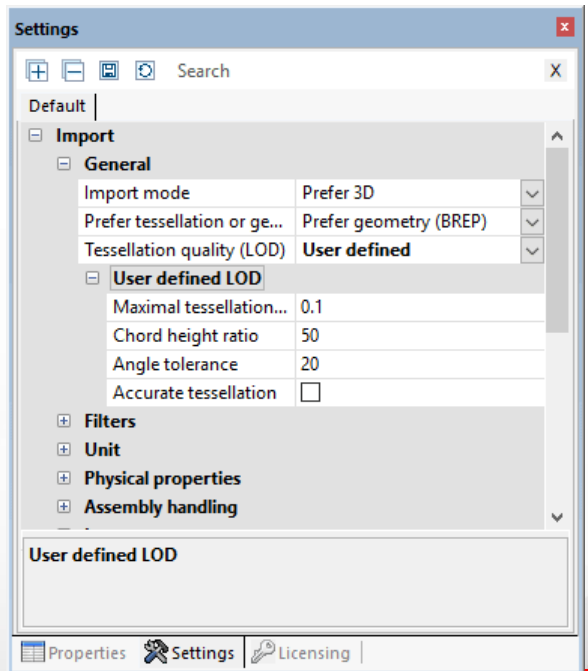 Settings
x
Search X
Default
Import
General
Import mode Prefer 3D
Prefer tessellation or ge... Prefer geometry (BREP)
Tessellation quality (LOD) User defined
User defined LOD
Maximal tessellation... 0.1
Chord height ratio 50
Angle tolerance 20
Accurate tessellation
Filters
Unit
Physical properties
Assembly handling
User defined LOD
Properties Settings Licensing